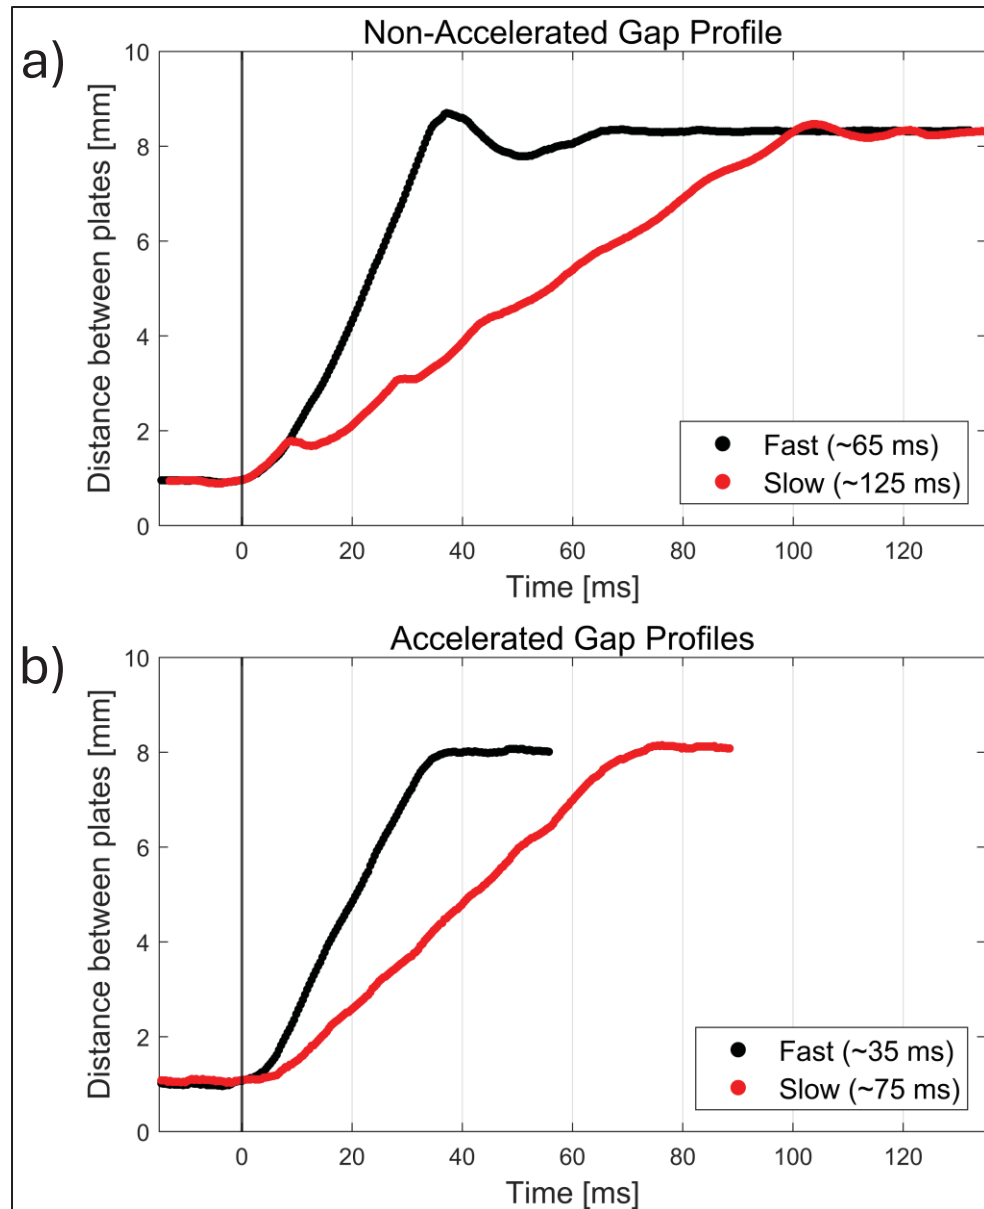 a)
Non-Accelerated Gap Profile
Distance between plates [mm]
10
8
6
4
2
0
Fast (~65 ms)
Slow (~125 ms)
0 20 40 60 80 100 120
Time [ms]
b)
Accelerated Gap Profiles
Distance between plates [mm]
10
8
6
4
2
0
Fast (~35 ms)
Slow (~75 ms)
0 20 40 60 80 100 120
Time [ms]